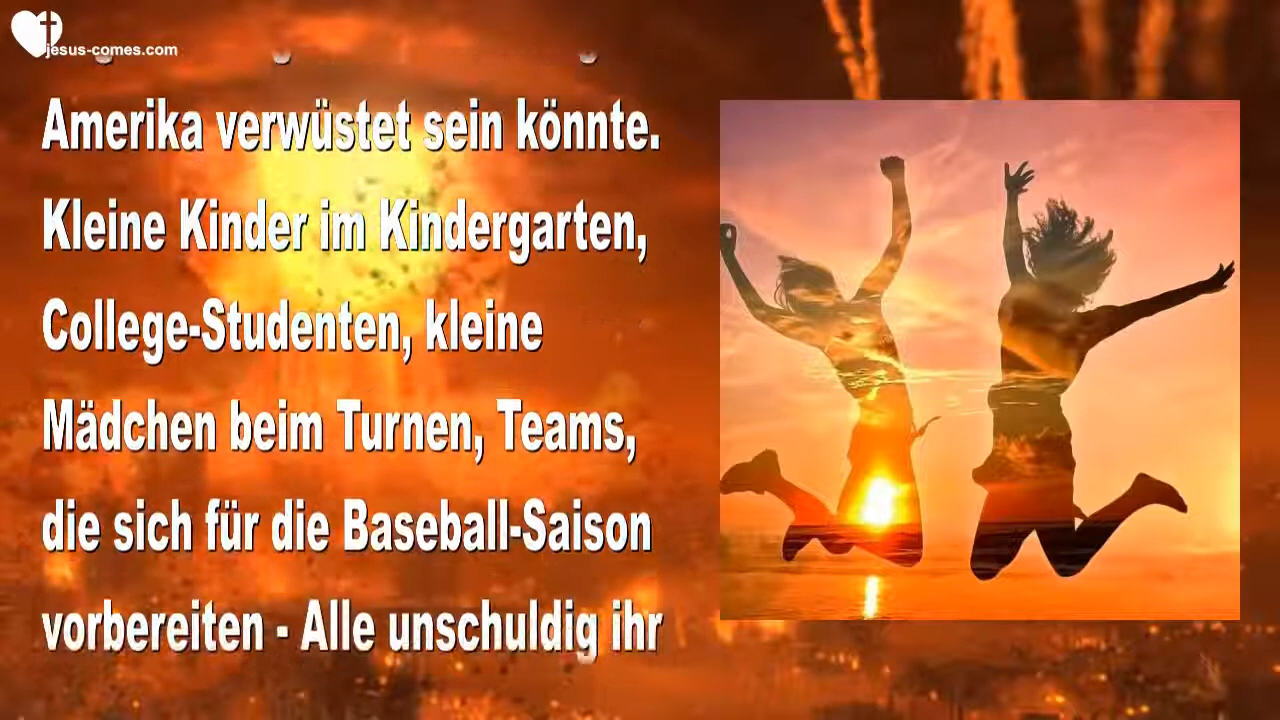 jesus-comes.com
Amerika verwüstet sein könnte.
Kleine Kinder im Kindergarten,
College-Studenten, kleine
Mädchen beim Turnen, Teams,
die sich für die Baseball-Saison
vorbereiten - Alle unschuldig ihr